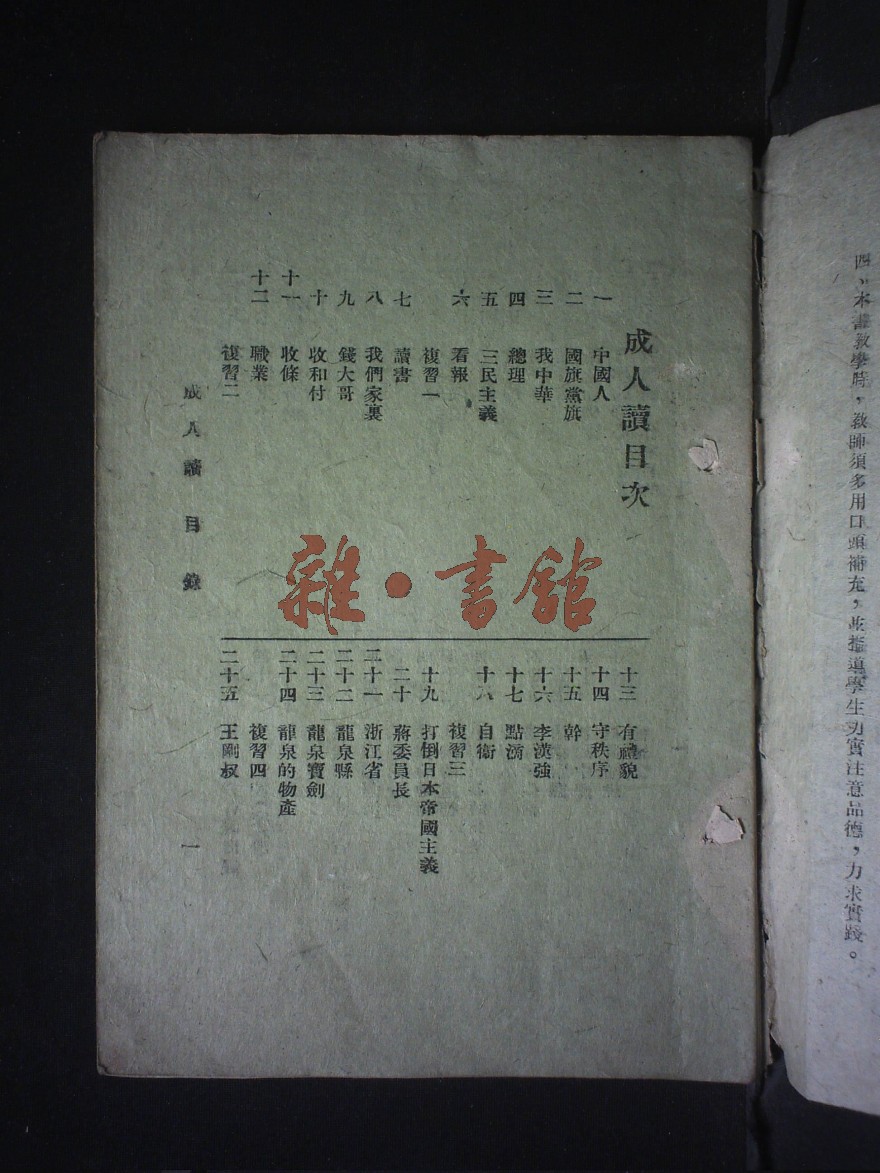 四、本書敎學時，敎師須多用口頭補充，並指導學生切實注意品德，力求實踐。
成人讀目次
一 中國人
二 國旗黨旗
三 我中華
四 總理
五 三民主義
六 看報
複習一
七 讀書
八 我們家裏
九 錢大哥
十 收和付
十一 收條
十二 職業
複習二
十三 有禮貌
十四 守秩序
十五 幹
十六 李漢強
十七 點滴
十八 自衛
複習三
十九 打倒日本帝國主義
二十 蔣委員長
二十一 浙江省
二十二 龍泉縣
二十三 龍泉寶劍
二十四 龍泉的物產
複習四
二十五 王剛叔
成人讀 目錄 一
雜·書館